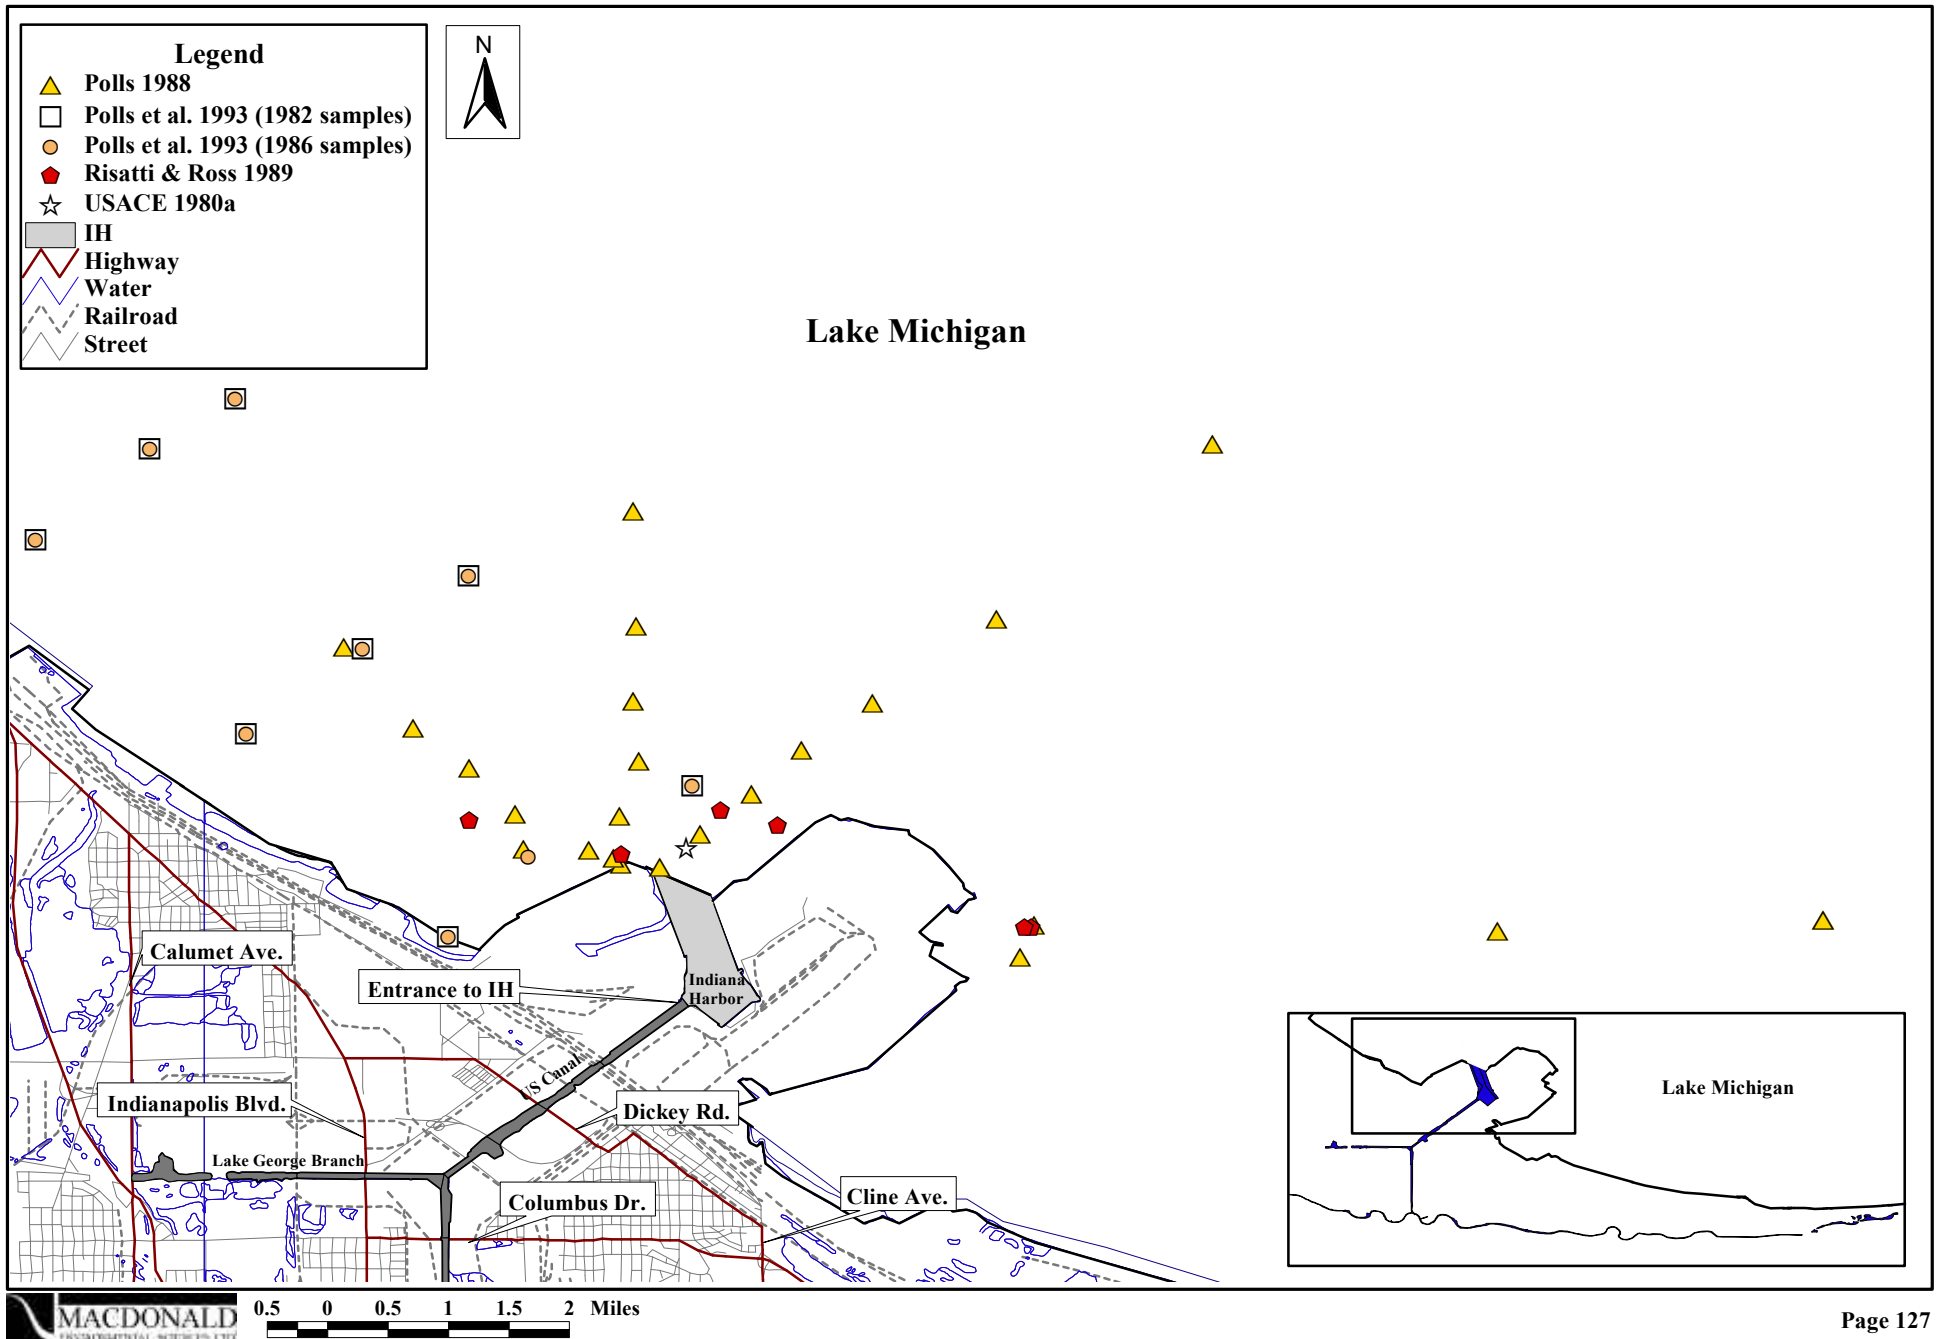 Legend
Polls 1988
Polls et al. 1993 (1982 samples)
Polls et al. 1993 (1986 samples)
Risatti & Ross 1989
USACE 1980a
IH
Highway
Water
Railroad
Street
N
Lake Michigan
Calumet Ave.
Entrance to IH
Indiana
Harbor
US Canal
Indianapolis Blvd.
Dickey Rd.
Lake George Branch
Columbus Dr.
Cline Ave.
Lake Michigan
MACDONALD
ENVIRONMENTAL SCIENCES LTD
0.5 0 0.5 1 1.5 2 Miles
Page 127